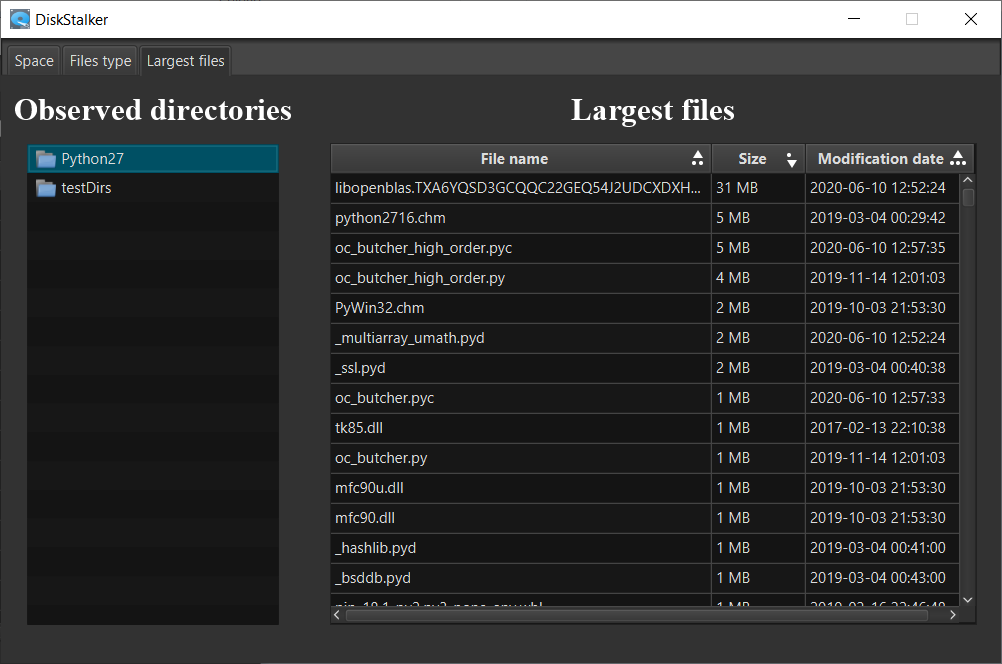 DiskStalker
Space Files type Largest files
Observed directories
Largest files
Python27
testDirs
File name Size Modification date
libopenblas.TXA6YQSD3GCQQC22GEQ54J2UDCXDXH... 31 MB 2020-06-10 12:52:24
python2716.chm 5 MB 2019-03-04 00:29:42
oc_butcher_high_order.pyc 5 MB 2020-06-10 12:57:35
oc_butcher_high_order.py 4 MB 2019-11-14 12:01:03
PyWin32.chm 2 MB 2019-10-03 21:53:30
_multiarray_umath.pyd 2 MB 2020-06-10 12:52:24
_ssl.pyd 2 MB 2019-03-04 00:40:38
oc_butcher.pyc 1 MB 2020-06-10 12:57:33
tk85.dll 1 MB 2017-02-13 22:10:38
oc_butcher.py 1 MB 2019-11-14 12:01:03
mfc90u.dll 1 MB 2019-10-03 21:53:30
mfc90.dll 1 MB 2019-10-03 21:53:30
_hashlib.pyd 1 MB 2019-03-04 00:41:00
_bsddb.pyd 1 MB 2019-03-04 00:43:00
1 MB